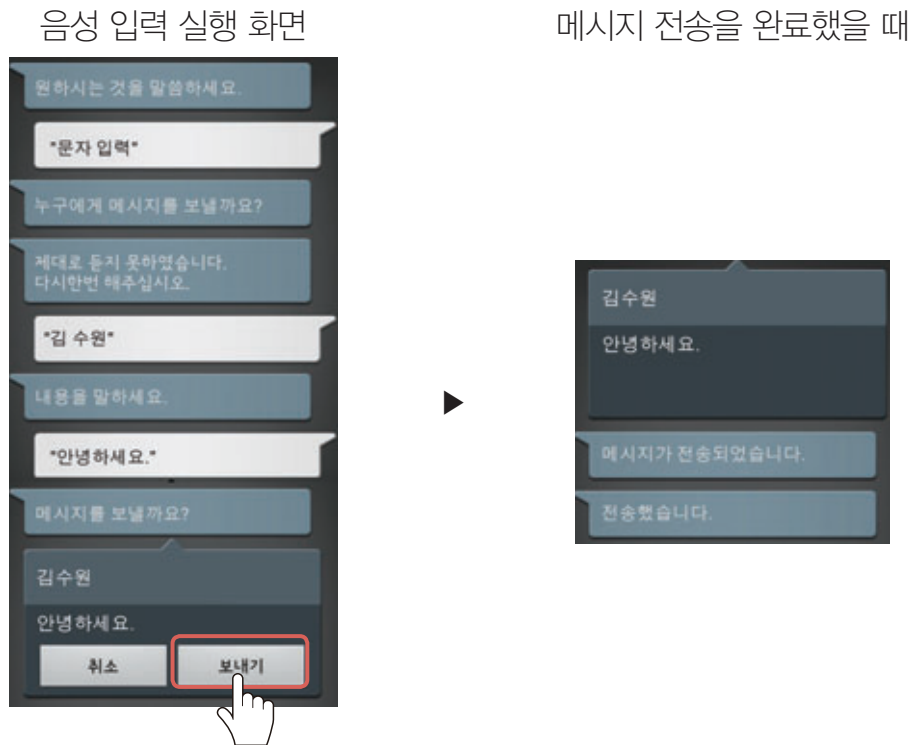 음성 입력 실행 화면
원하시는 것을 말씀하세요.
"문자 입력"
누구에게 메시지를 보낼까요?
제대로 듣지 못하였습니다.
다시한번 해주십시오.
"김 수원"
내용을 말하세요.
"안녕하세요."
메시지를 보낼까요?
김수원
안녕하세요.
취소
보내기
메시지 전송을 완료했을 때
김수원
안녕하세요.
메시지가 전송되었습니다.
전송했습니다.